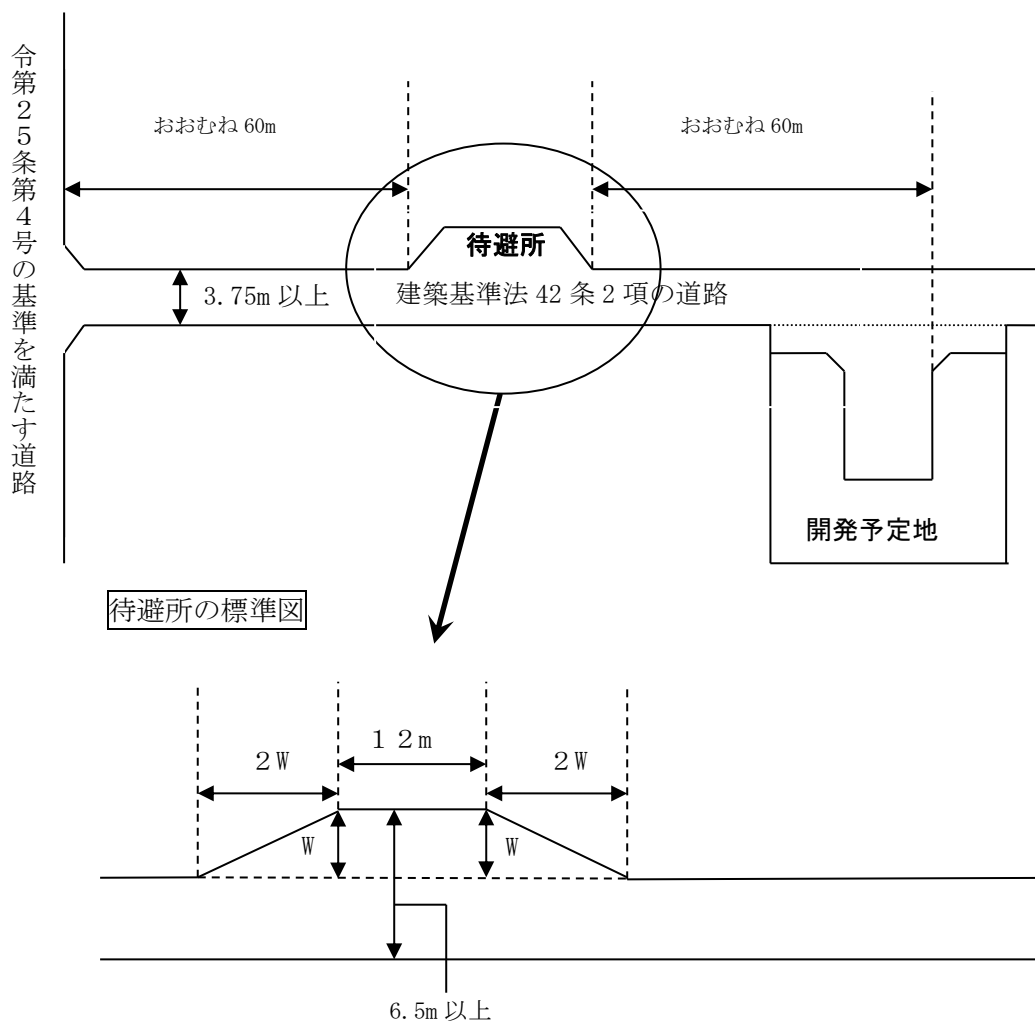 令第２５条第４号の基準を満たす道路
おおむね 60m
おおむね 60m
待避所
3.75m 以上
建築基準法 42 条 2 項の道路
開発予定地
待避所の標準図
１２m
２W
２W
W
W
6.5m 以上